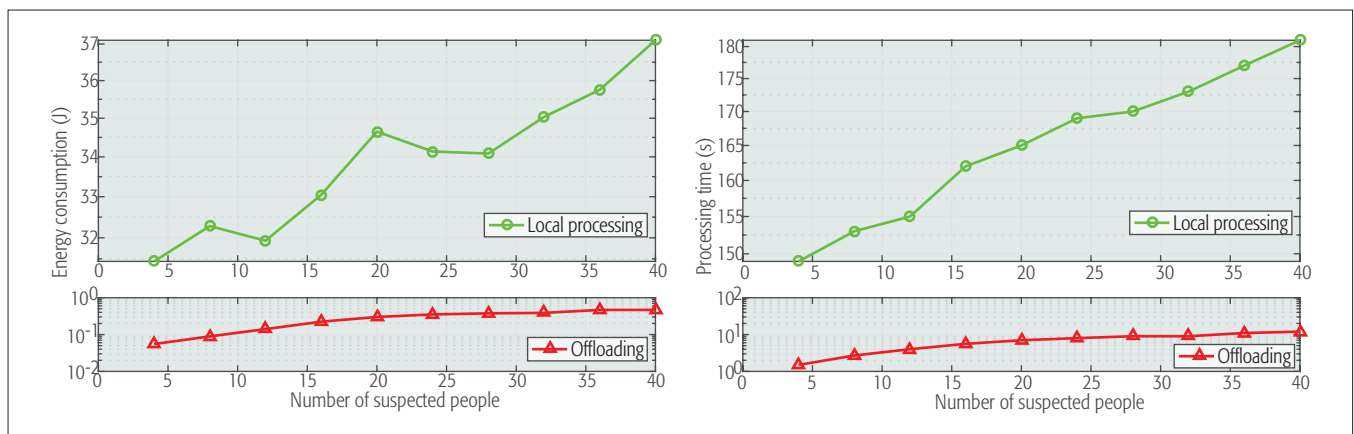 Energy consumption (J)
37
36
35
34
33
32
0 5 10 15 20 25 30 35 40
Local processing
10^0
10^-1
10^-2
0 5 10 15 20 25 30 35 40
Offloading
Number of suspected people
Processing time (s)
180
175
170
165
160
155
150
0 5 10 15 20 25 30 35 40
Local processing
10^2
10^1
10^0
0 5 10 15 20 25 30 35 40
Offloading
Number of suspected people